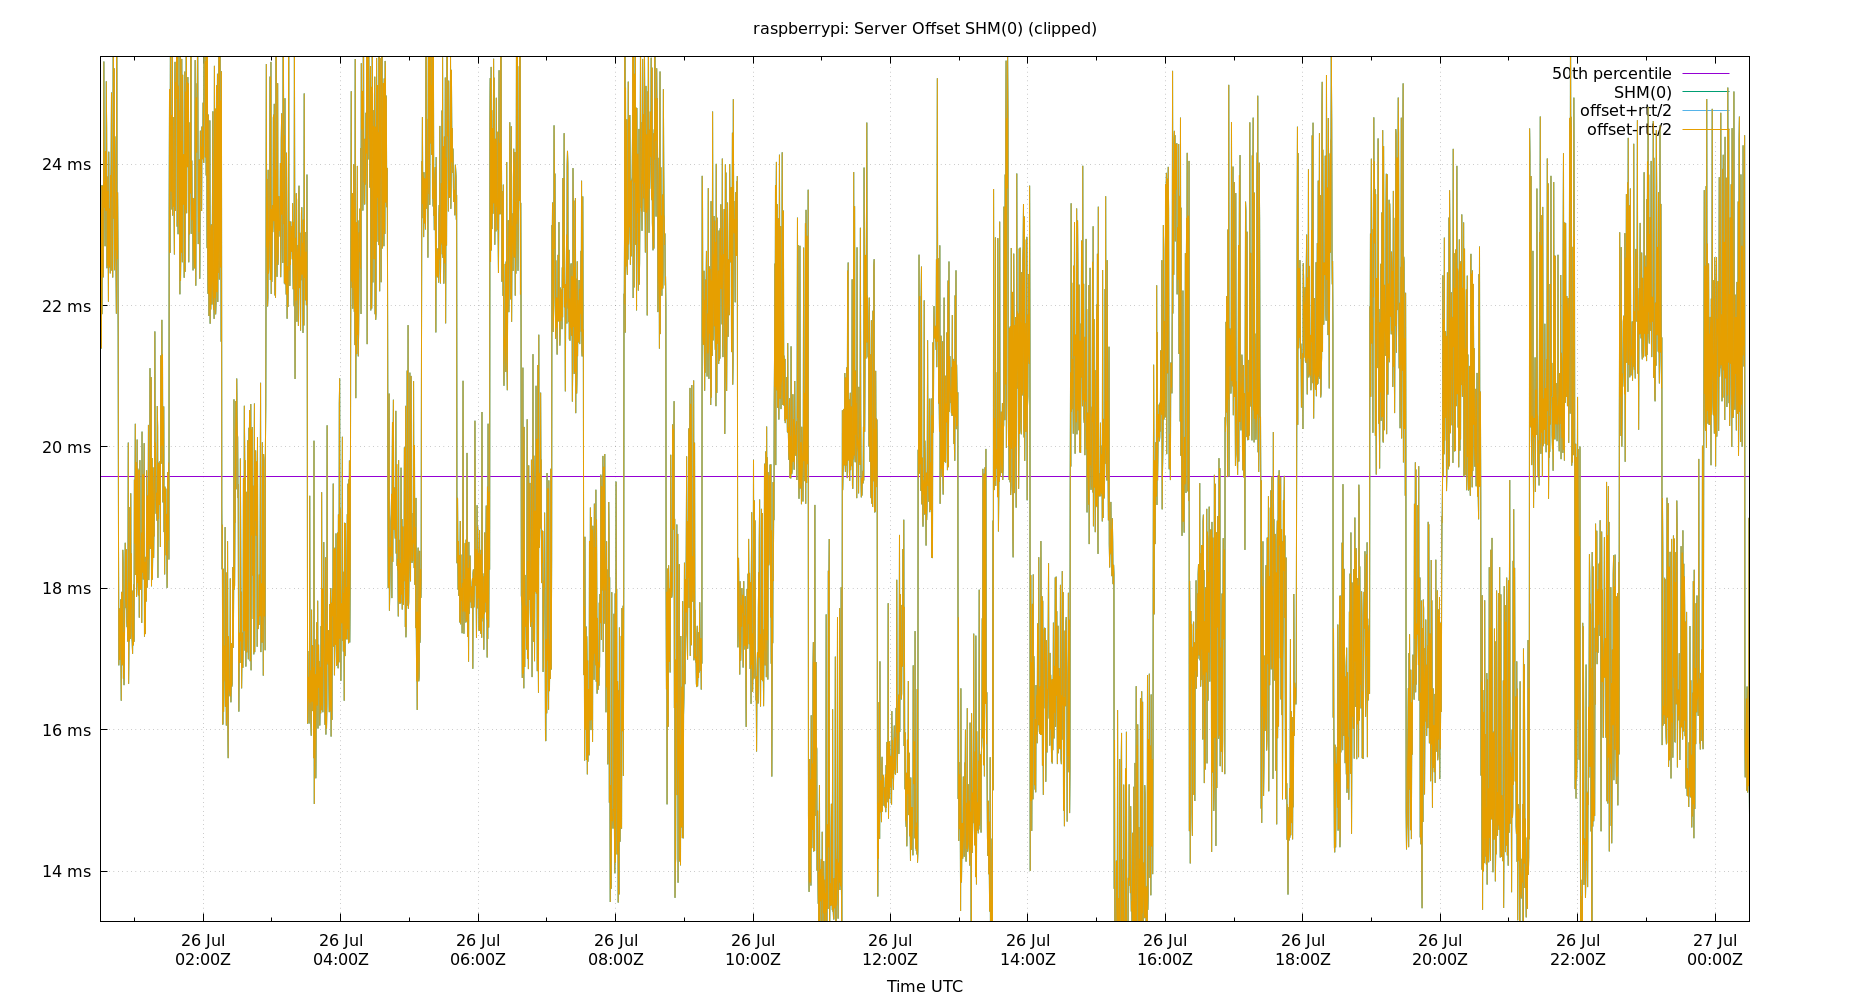 raspberrypi: Server Offset SHM(0) (clipped)
50th percentile
SHM(0)
offset+rtt/2
offset-rtt/2
24 ms
22 ms
20 ms
18 ms
16 ms
14 ms
26 Jul 26 Jul 26 Jul 26 Jul 26 Jul 26 Jul 26 Jul 26 Jul 26 Jul 26 Jul 26 Jul 27 Jul
02:00Z 04:00Z 06:00Z 08:00Z 10:00Z 12:00Z 14:00Z 16:00Z 18:00Z 20:00Z 22:00Z 00:00Z
Time UTC